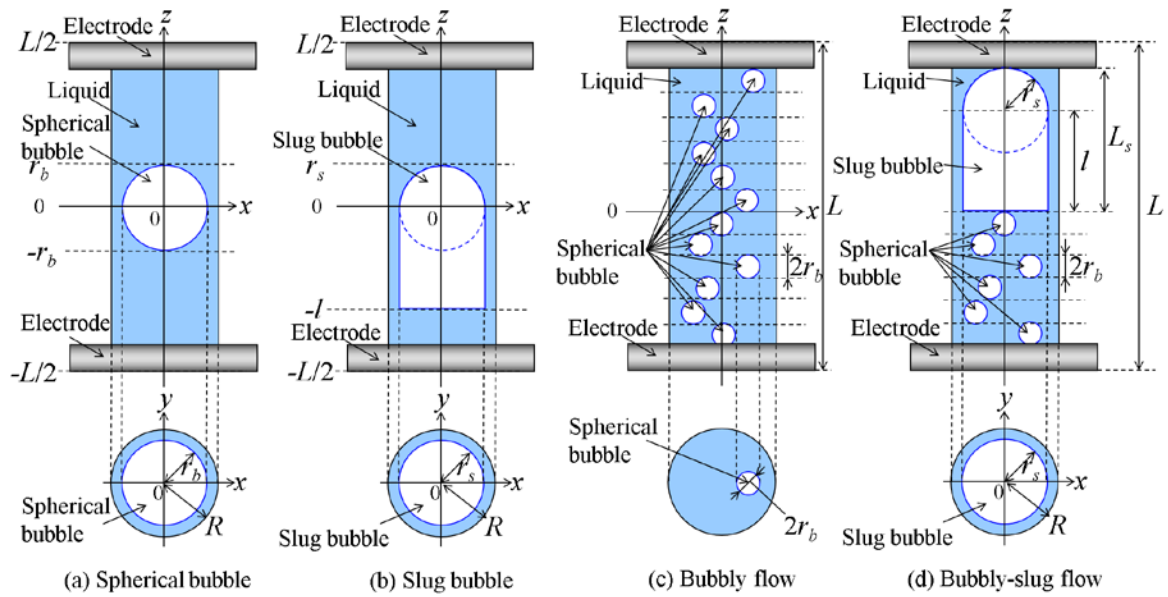 z
Electrode
L/2
Liquid
Spherical
bubble
r_b
0
0
x
-r_b
Electrode
-L/2
y
r_b
0
x
Spherical
bubble
R
(a) Spherical bubble
z
Electrode
L/2
Liquid
Slug bubble
r_s
0
0
x
-l
Electrode
-L/2
y
r_s
0
x
Slug bubble
R
(b) Slug bubble
z
Electrode
Liquid
0
x
L
Spherical
bubble
2r_b
Electrode
Spherical
bubble
2r_b
(c) Bubbly flow
z
Electrode
Liquid
r_s
l
L_s
Slug bubble
L
Spherical
bubble
2r_b
Electrode
y
r_s
0
x
Slug bubble
R
(d) Bubbly-slug flow